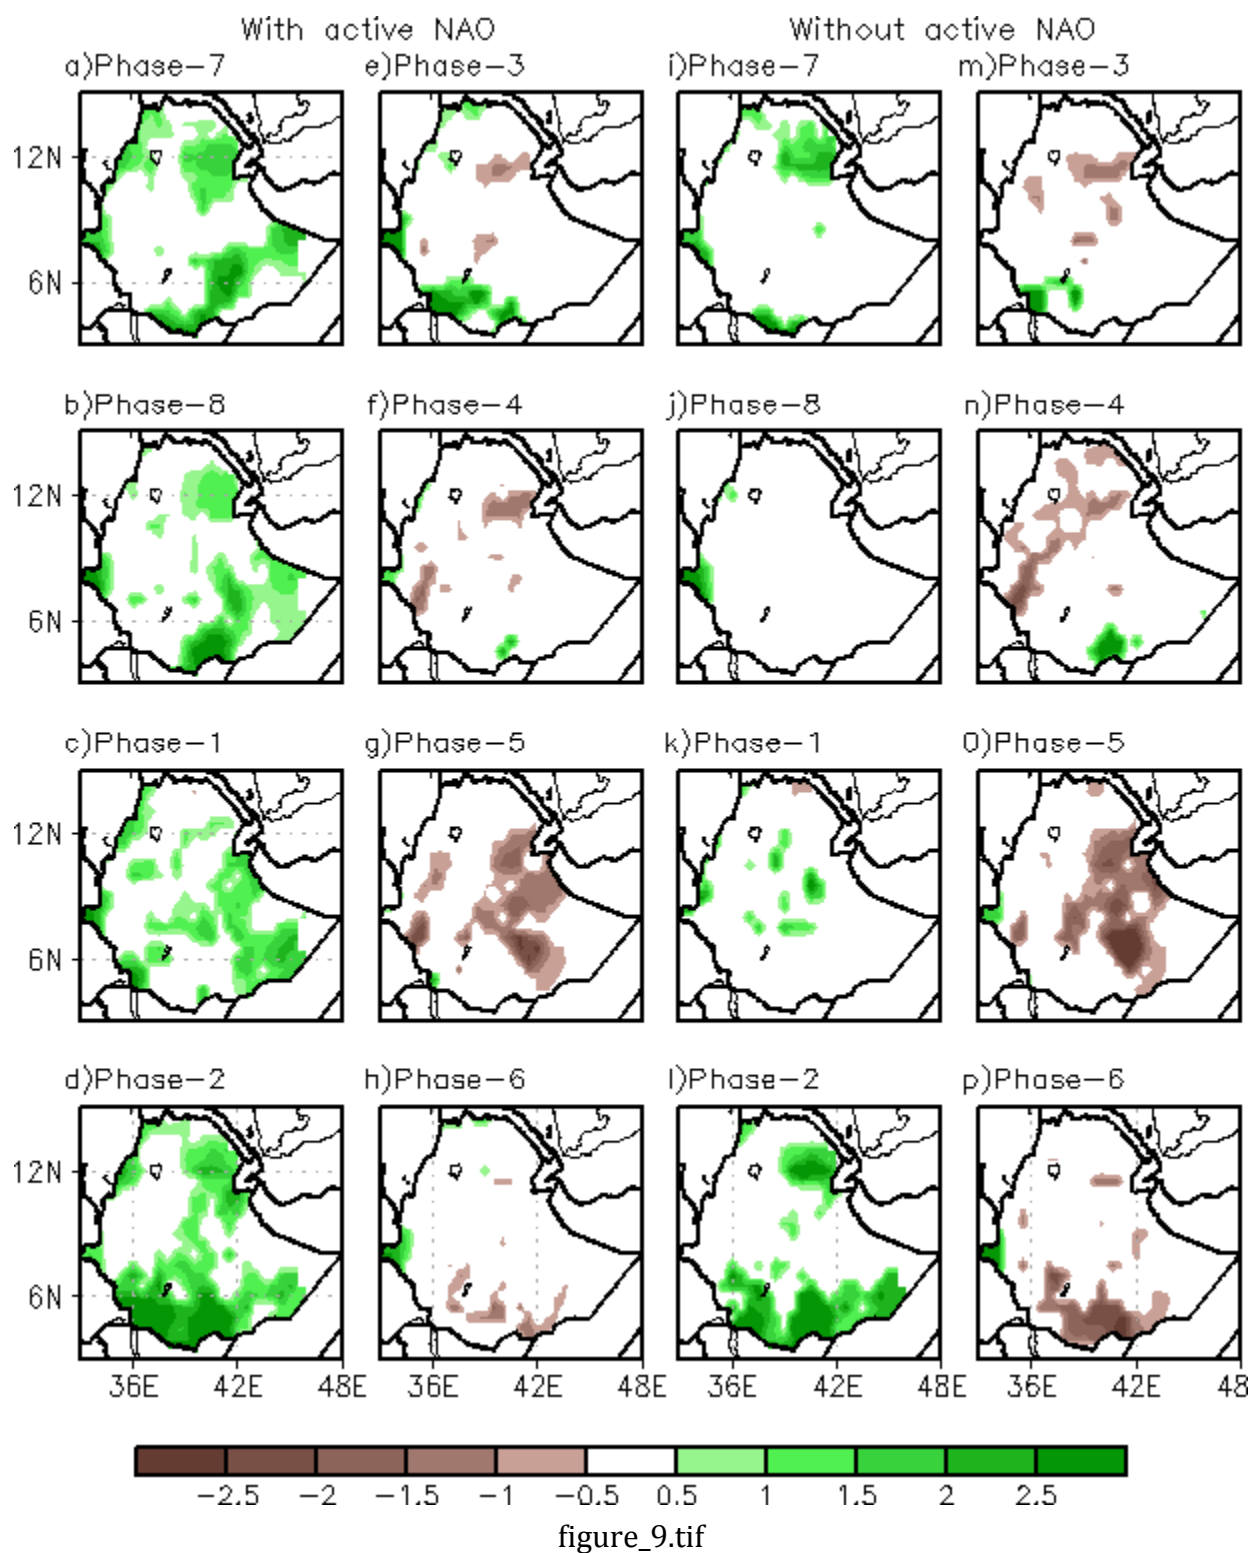 With active NAO Without active NAO
a)Phase-7 e)Phase-3 i)Phase-7 m)Phase-3
12N
6N
b)Phase-8 f)Phase-4 j)Phase-8 n)Phase-4
12N
6N
c)Phase-1 g)Phase-5 k)Phase-1 0)Phase-5
12N
6N
d)Phase-2 h)Phase-6 l)Phase-2 p)Phase-6
12N
6N
36E 42E 48E 36E 42E 48E 36E 42E 48E 36E 42E 48
-2.5 -2 -1.5 -1 -0.5 0.5 1 1.5 2 2.5
figure_9.tif